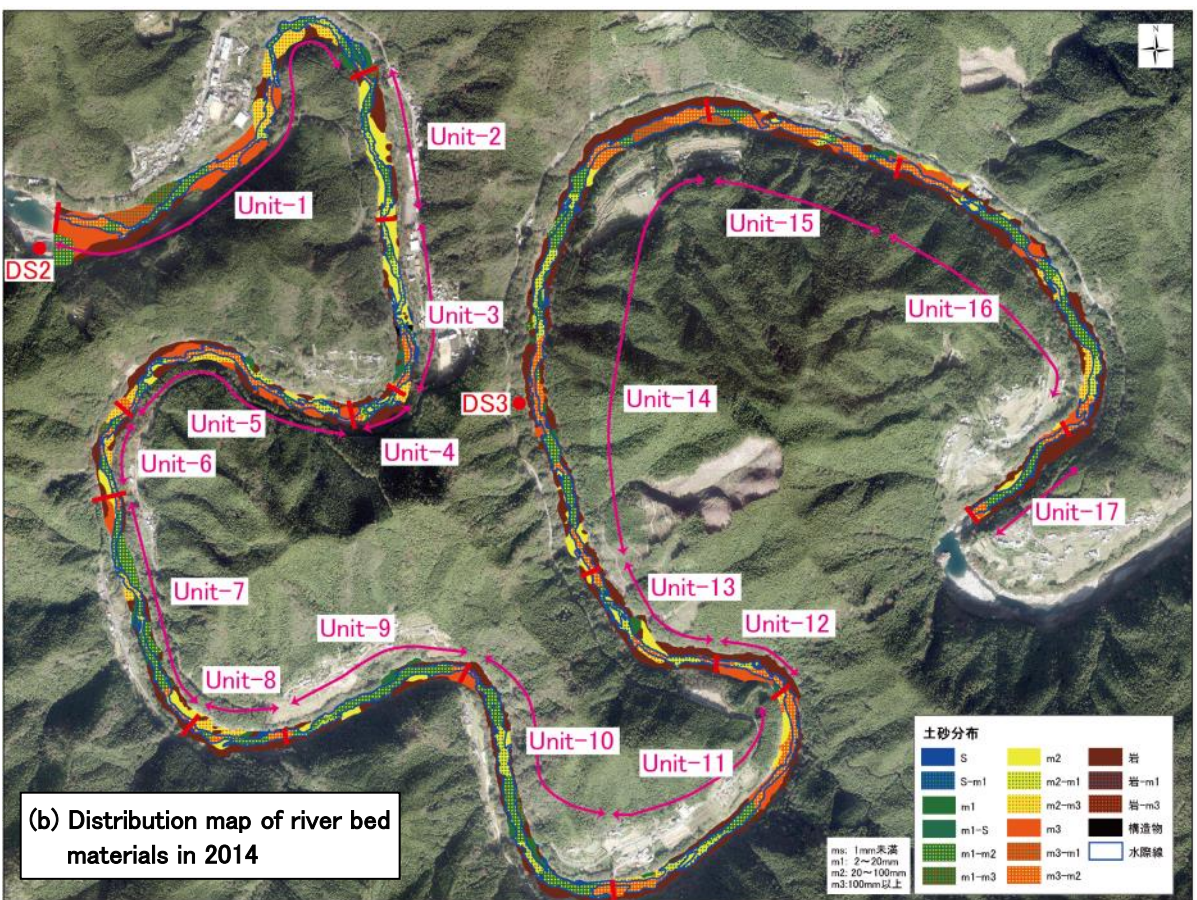 N
Unit-1
Unit-2
DS2
Unit-3
Unit-4
Unit-5
Unit-6
Unit-7
Unit-8
Unit-9
Unit-10
Unit-11
Unit-12
Unit-13
DS3
Unit-14
Unit-15
Unit-16
Unit-17
(b) Distribution map of river bed
materials in 2014
ms: 1mm未満
m1: 2～20mm
m2: 20～100mm
m3:100mm以上
土砂分布
S
S-m1
m1
m1-S
m1-m2
m1-m3
m2
m2-m1
m2-m3
m3
m3-m1
m3-m2
岩
岩-m1
岩-m3
構造物
水際線